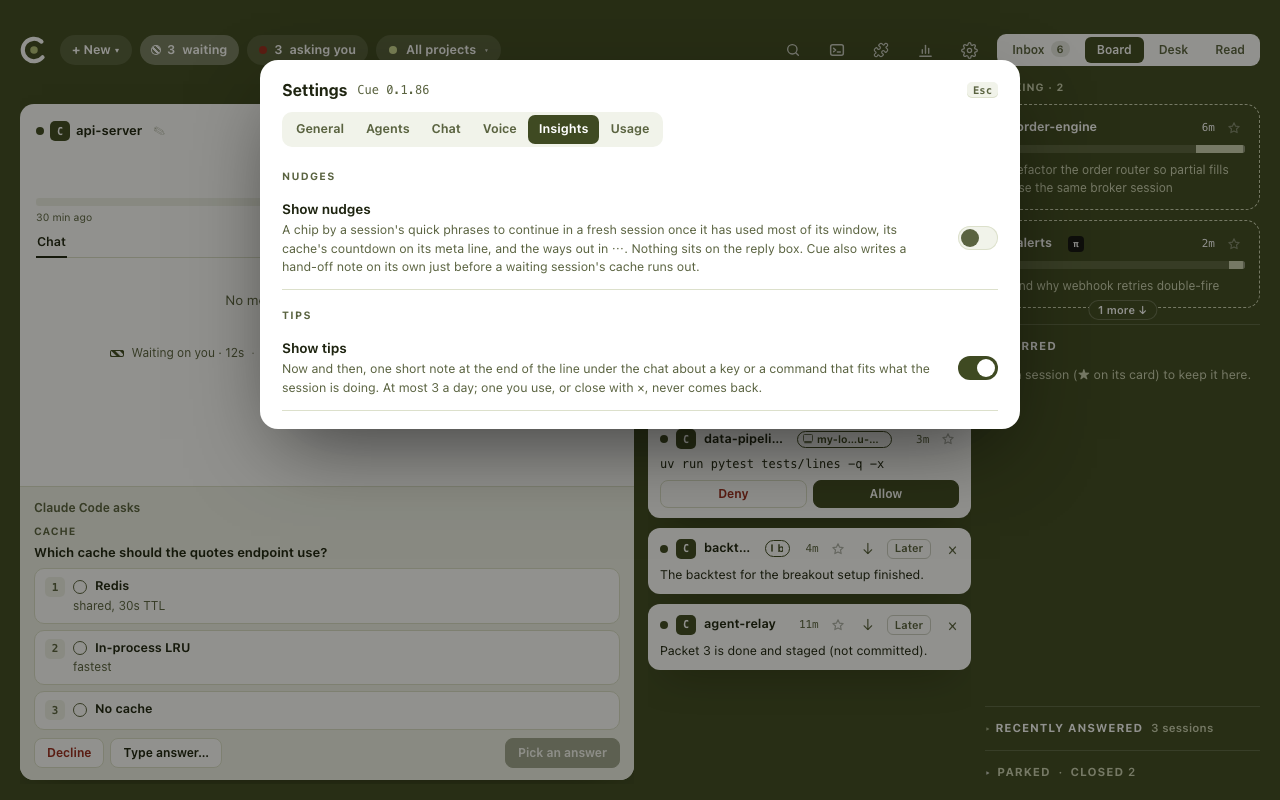 + New ▾
3 waiting
3 asking you
All projects
Inbox 6
Board
Desk
Read
Settings Cue 0.1.86
Esc
General
Agents
Chat
Voice
Insights
Usage
NUDGES
Show nudges
A chip by a session's quick phrases to continue in a fresh session once it has used most of its window, its
cache's countdown on its meta line, and the ways out in ···. Nothing sits on the reply box. Cue also writes a
hand-off note on its own just before a waiting session's cache runs out.
TIPS
Show tips
Now and then, one short note at the end of the line under the chat about a key or a command that fits what the
session is doing. At most 3 a day; one you use, or close with ×, never comes back.
C api-server
30 min ago
Chat
Waiting on you · 12s ·
Claude Code asks
CACHE
Which cache should the quotes endpoint use?
1 Redis
shared, 30s TTL
2 In-process LRU
fastest
3 No cache
Decline
Type answer...
Pick an answer
C data-pipeli... my-lo...u-... 3m
uv run pytest tests/lines -q -x
Deny
Allow
C backt... 4m
Later ×
The backtest for the breakout setup finished.
C agent-relay 11m
Later ×
Packet 3 is done and staged (not committed).
ING · 2
order-engine 6m
efactor the order router so partial fills
se the same broker session
alerts π 2m
nd why webhook retries double-fire
1 more ↓
RRED
session (★ on its card) to keep it here.
RECENTLY ANSWERED 3 sessions
PARKED · CLOSED 2